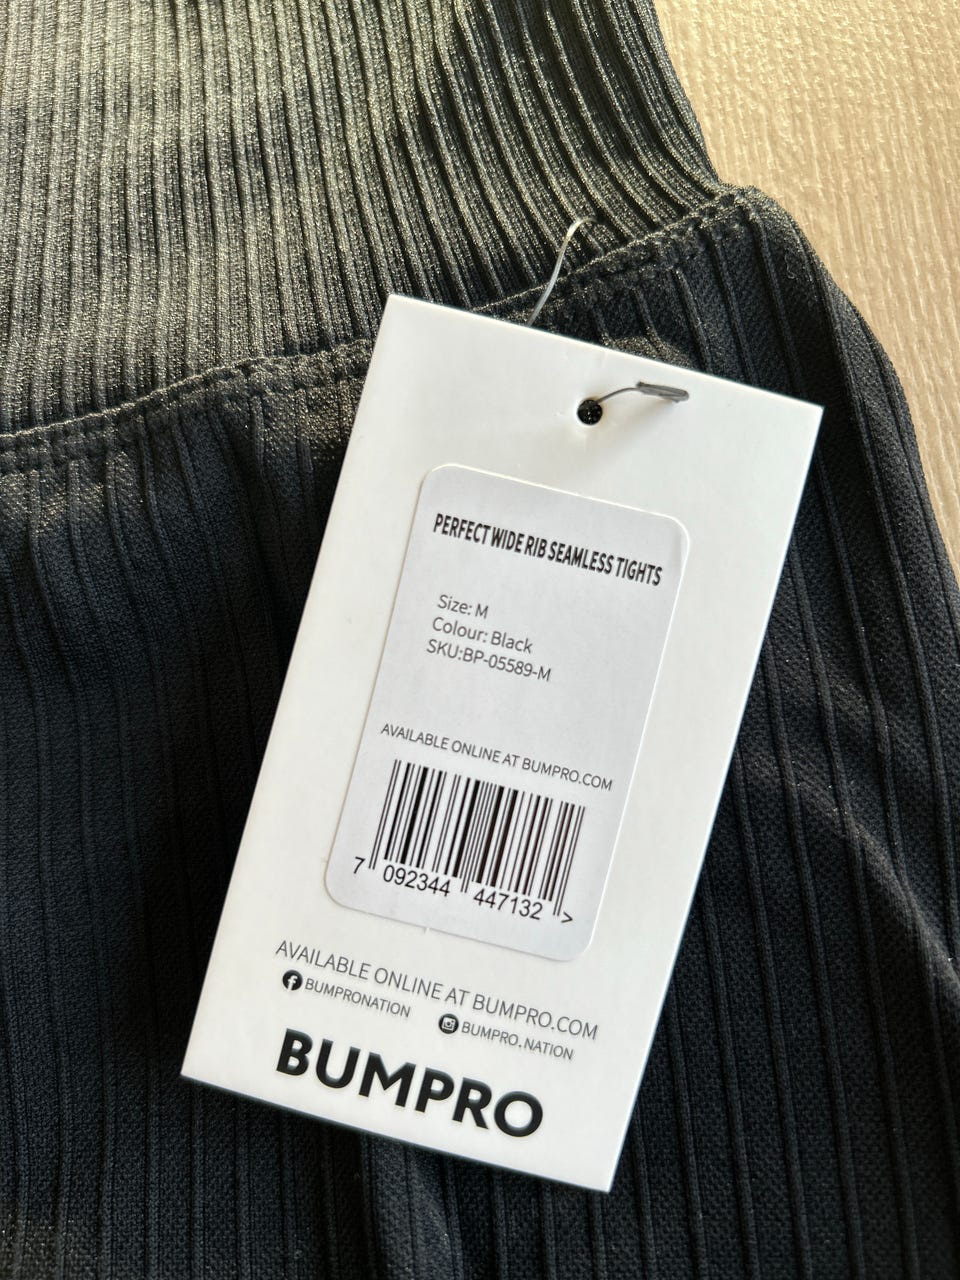 PERFECT WIDE RIB SEAMLESS TIGHTS
Size: M
Colour: Black
SKU:BP-05589-M
AVAILABLE ONLINE AT BUMPRO.COM
7 092344 447132 >
AVAILABLE ONLINE AT BUMPRO.COM
BUMPRONATION BUMPRO.NATION
BUMPRO